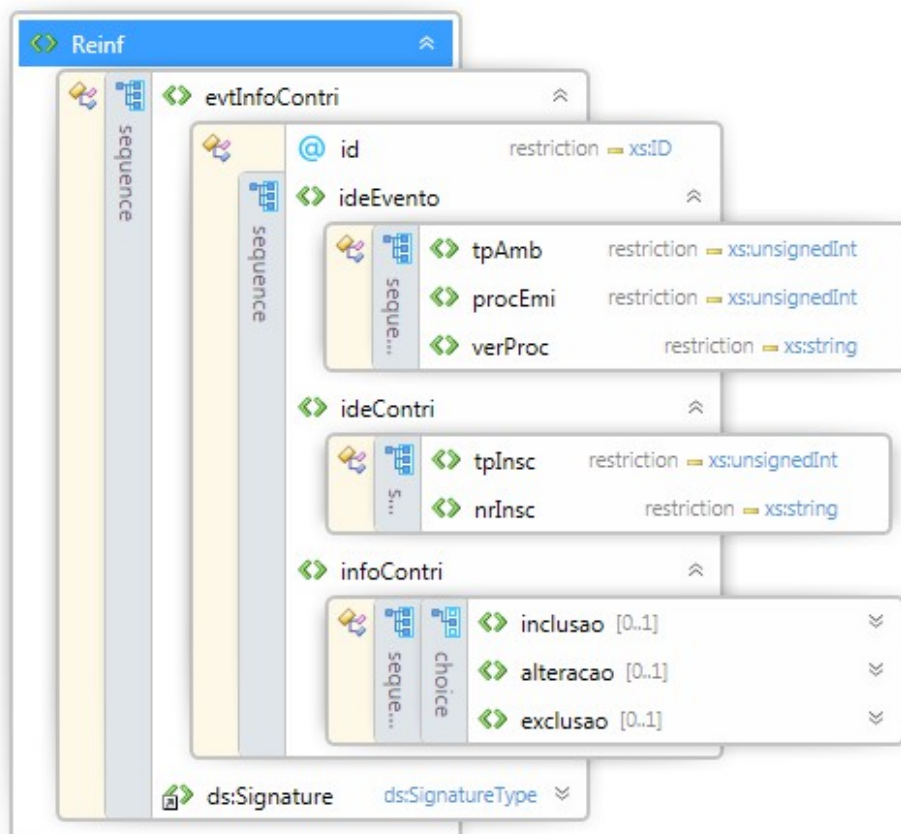 Reinf
sequence
evtInfoContri
sequence
@ id restriction xs:ID
ideEvento
seque...
tpAmb restriction xs:unsignedInt
procEmi restriction xs:unsignedInt
verProc restriction xs:string
ideContri
s...
tpInsc restriction xs:unsignedInt
nrInsc restriction xs:string
infoContri
seque...
choice
inclusao [0..1]
alteracao [0..1]
exclusao [0..1]
ds:Signature ds:SignatureType